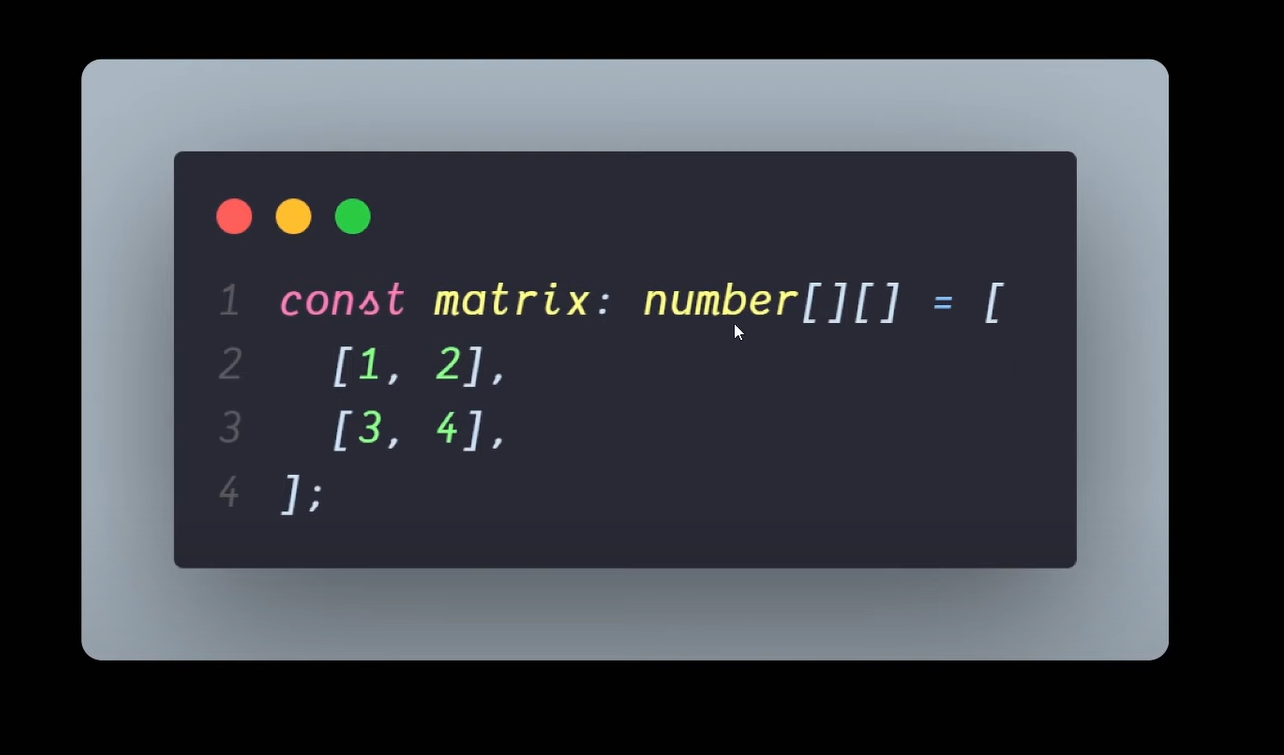 1 const matrix: number[][] = [
2   [1, 2],
3   [3, 4],
4 ];